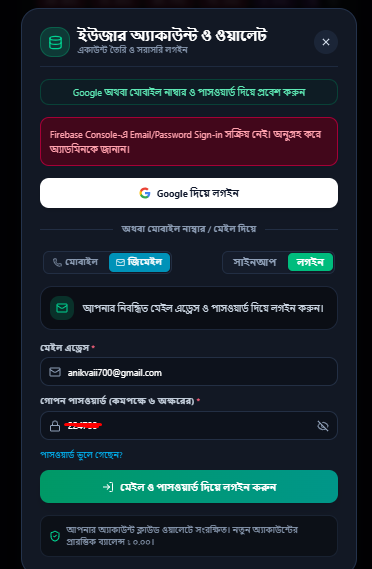 ইউজার অ্যাকাউন্ট ও ওয়ালেট
একাউন্ট তৈরি ও সরাসরি লগইন
Google অথবা মোবাইল নাম্বার ও পাসওয়ার্ড দিয়ে প্রবেশ করুন
Firebase Console-এ Email/Password Sign-in সক্রিয় নেই। অনুগ্রহ করে
অ্যাডমিনকে জানান।
Google দিয়ে লগইন
অথবা মোবাইল নাম্বার / মেইল দিয়ে
মোবাইল জিমেইল সাইনআপ লগইন
আপনার নিবন্ধিত মেইল এড্রেস ও পাসওয়ার্ড দিয়ে লগইন করুন।
মেইল এড্রেস *
anikvaii700@gmail.com
গোপন পাসওয়ার্ড (কমপক্ষে ৬ অক্ষরের) *
পাসওয়ার্ড ভুলে গেছেন?
মেইল ও পাসওয়ার্ড দিয়ে লগইন করুন
আপনার অ্যাকাউন্ট ক্লাউড ওয়ালেটে সংরক্ষিত। নতুন অ্যাকাউন্টের
প্রারম্ভিক ব্যালেন্স ৳ ০.০০।